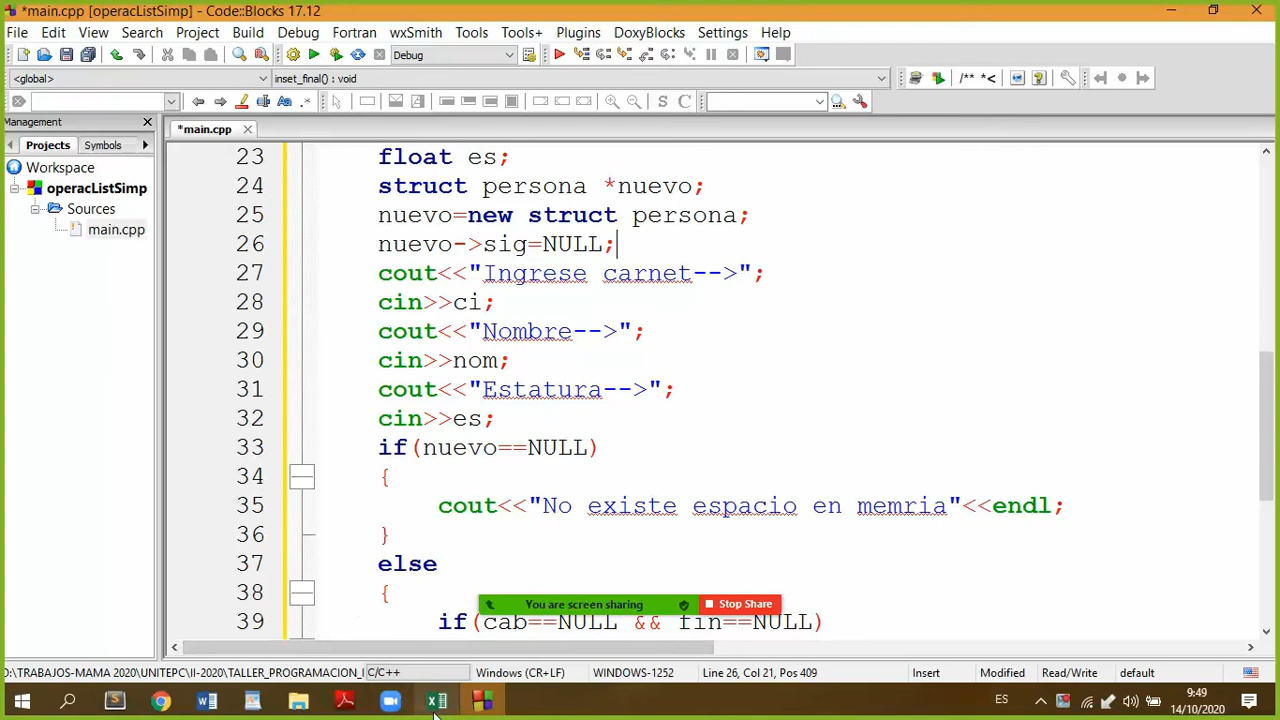 *main.cpp [operacListSimp] - Code::Blocks 17.12
File Edit View Search Project Build Debug Fortran wxSmith Tools Tools+ Plugins DoxyBlocks Settings Help
Debug
<global> inset_final() : void /** *<
Aa .* S C
Management
Projects Symbols
*main.cpp
Workspace
operacListSimp
Sources
main.cpp
23 float es;
24 struct persona *nuevo;
25 nuevo=new struct persona;
26 nuevo->sig=NULL;
27 cout<<"Ingrese carnet-->";
28 cin>>ci;
29 cout<<"Nombre-->";
30 cin>>nom;
31 cout<<"Estatura-->";
32 cin>>es;
33 if(nuevo==NULL)
34 {
35 cout<<"No existe espacio en memria"<<endl;
36 }
37 else
38 {
You are screen sharing Stop Share
39 if(cab==NULL && fin==NULL)
D:\TRABAJOS-MAMA 2020\UNITEPC\II-2020\TALLER_PROGRAMACION_I C/C++ Windows (CR+LF) WINDOWS-1252 Line 26, Col 21, Pos 409 Insert Modified Read/Write default
ES 9:49
14/10/2020